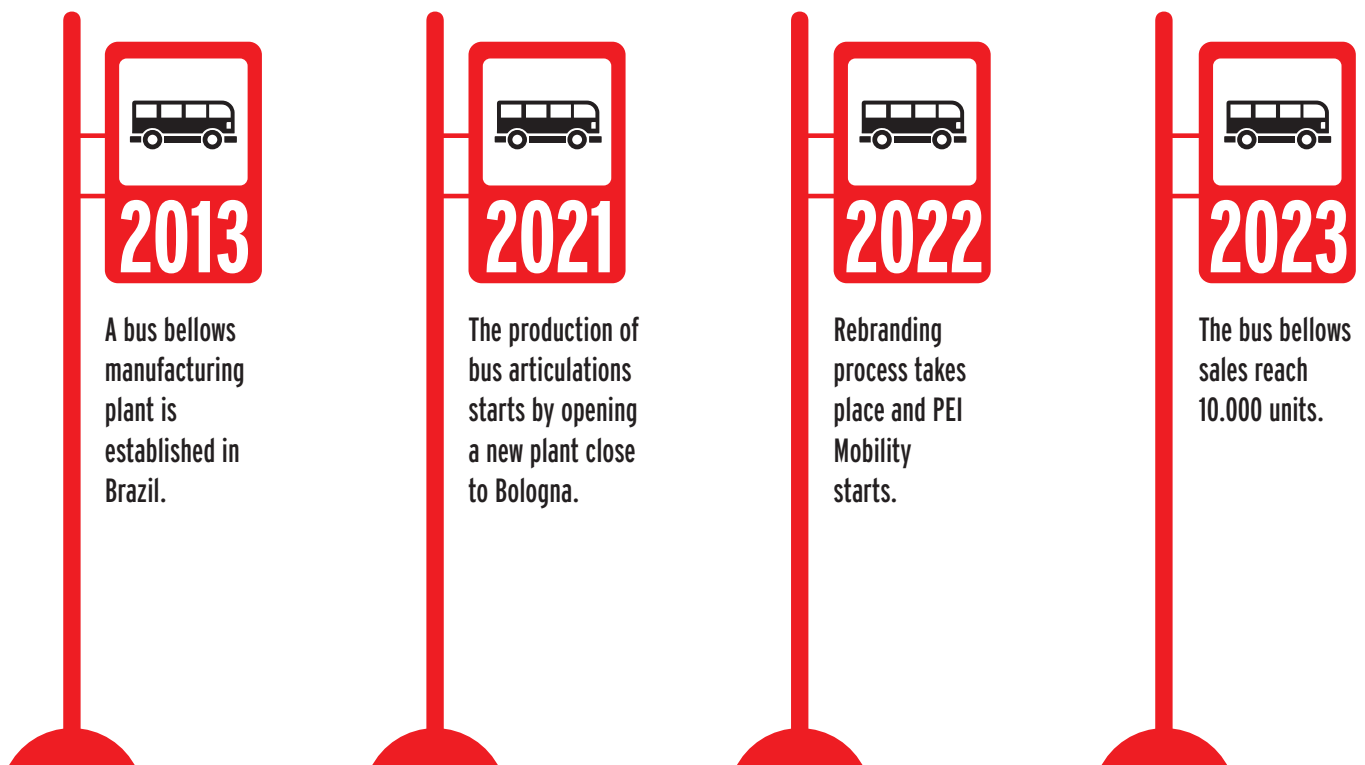 2013
A bus bellows
manufacturing
plant is
established in
Brazil.
2021
The production of
bus articulations
starts by opening
a new plant close
to Bologna.
2022
Rebranding
process takes
place and PEI
Mobility
starts.
2023
The bus bellows
sales reach
10.000 units.